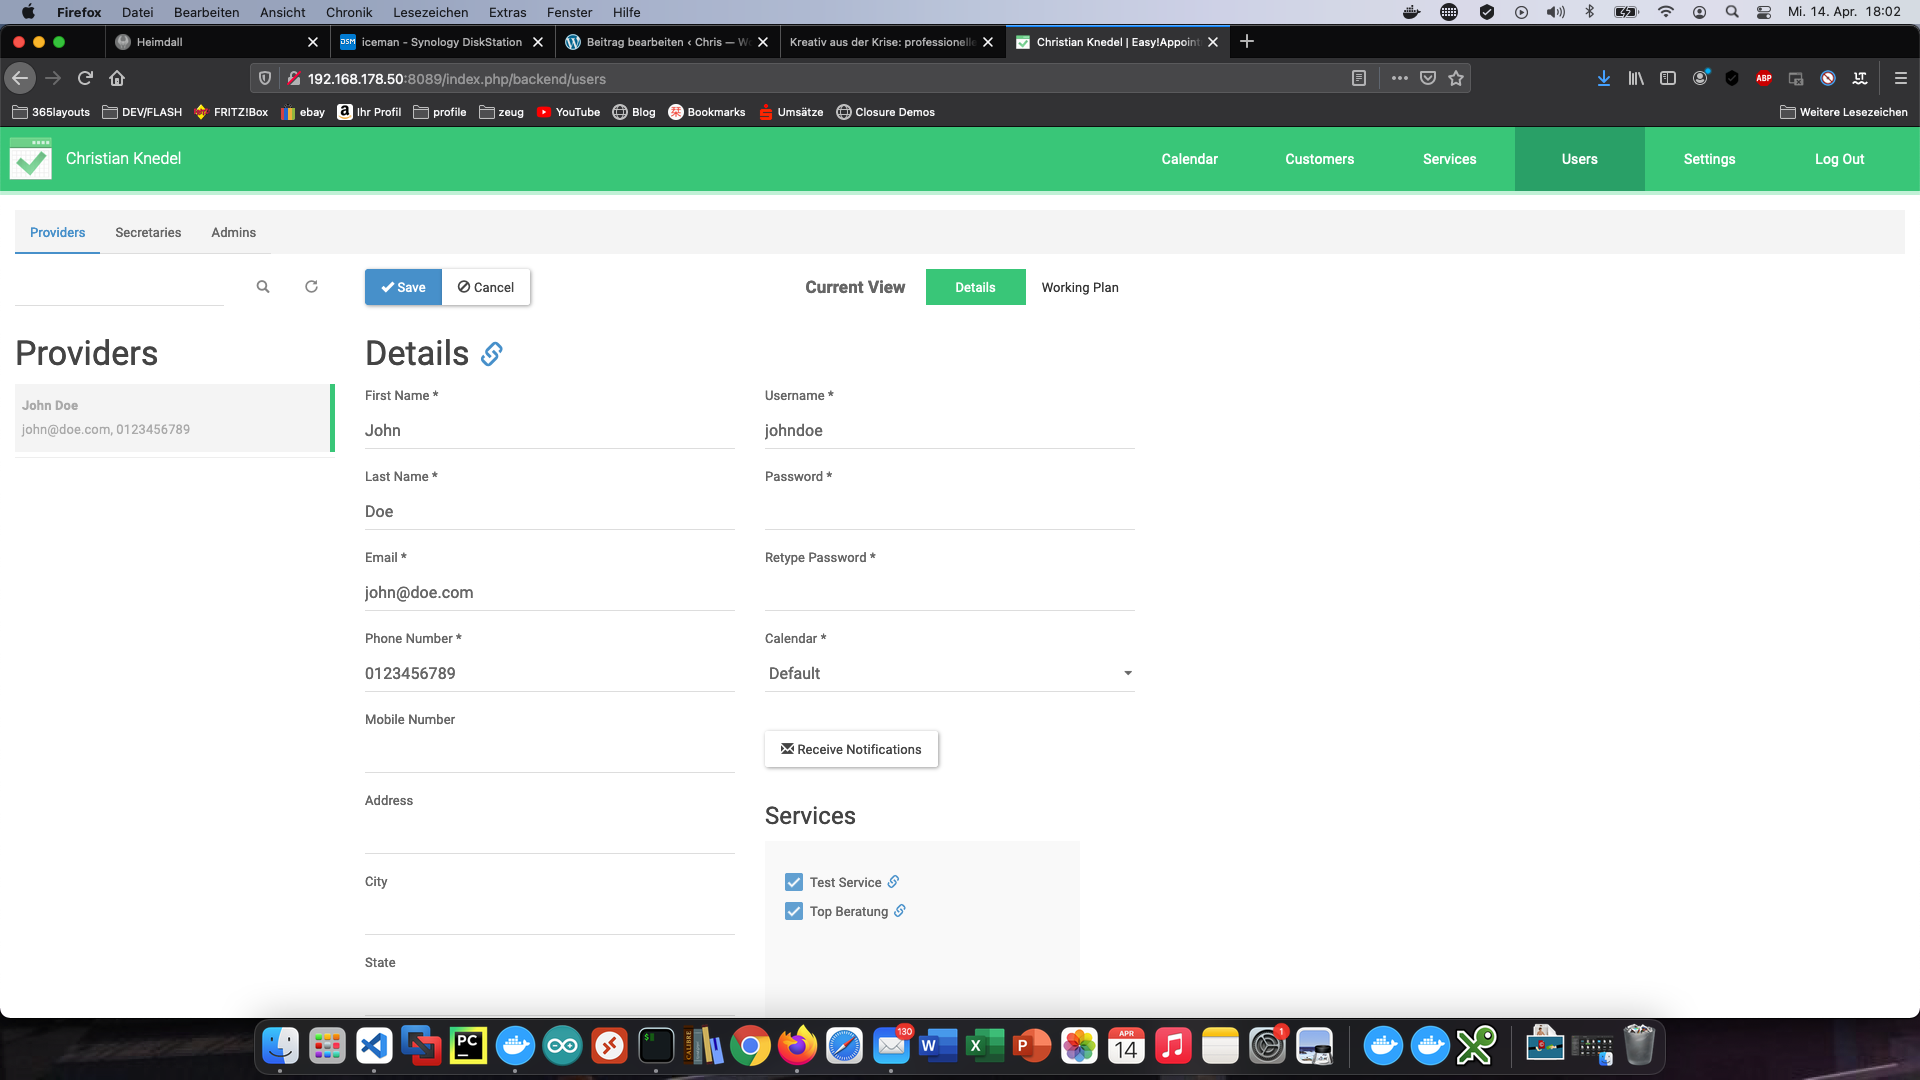 Firefox Datei Bearbeiten Ansicht Chronik Lesezeichen Extras Fenster Hilfe Mi. 14. Apr. 18:02
Heimdall iceman - Synology DiskStation Beitrag bearbeiten ‹ Chris — Wo Kreativ aus der Krise: professionelle Christian Knedel | Easy!Appoint
192.168.178.50:8089/index.php/backend/users ABP
365layouts DEV/FLASH FRITZ!Box ebay Ihr Profil profile zeug YouTube Blog Bookmarks Umsätze Closure Demos Weitere Lesezeichen
Christian Knedel Calendar Customers Services Users Settings Log Out
Providers Secretaries Admins
Save Cancel Current View Details Working Plan
Providers
Details
John Doe
john@doe.com, 0123456789
First Name * Username *
John johndoe
Last Name * Password *
Doe
Email * Retype Password *
john@doe.com
Phone Number * Calendar *
0123456789 Default
Mobile Number
Receive Notifications
Address
Services
City
Test Service
Top Beratung
State
PC CALIBRE 130 W X P APR 14 1